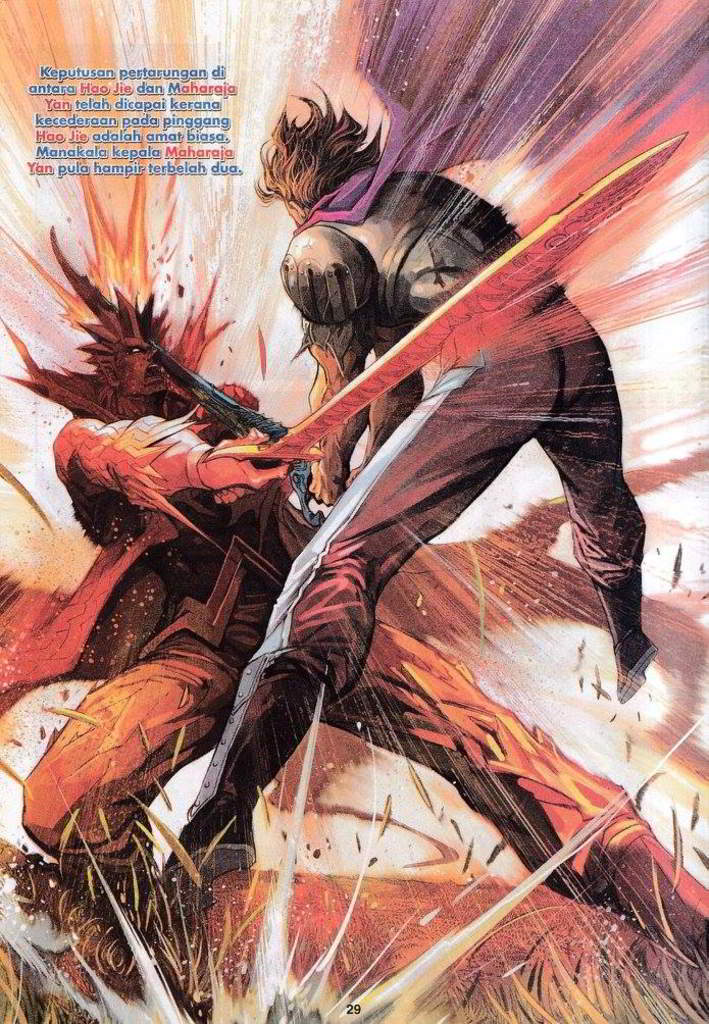 Keputusan pertarungan di
antara Hao Jie dan Maharaja
Yan telah dicapai kerana
kecederaan pada pinggang
Hao Jie adalah amat biasa.
Manakala kepala Maharaja
Yan pula hampir terbelah dua.
29